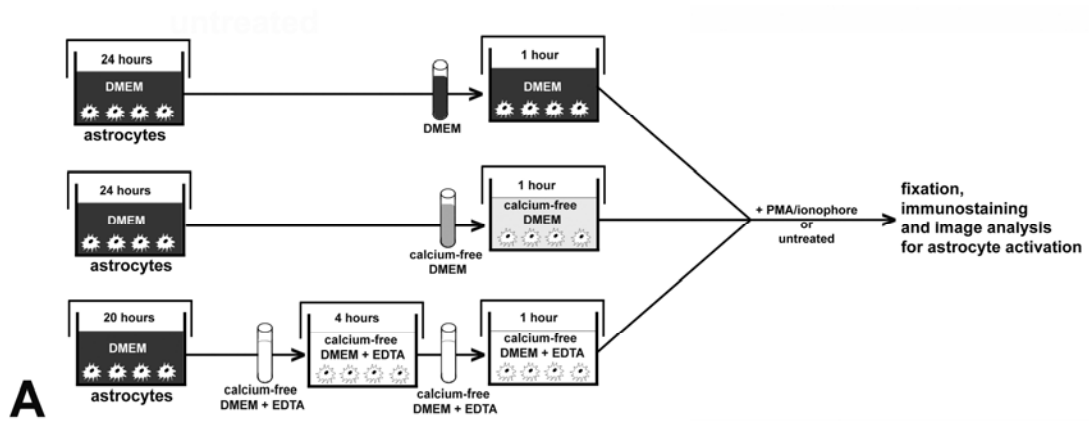 untreated
24 hours
DMEM
astrocytes
DMEM
1 hour
DMEM
24 hours
DMEM
astrocytes
calcium-free
DMEM
1 hour
calcium-free
DMEM
+ PMA/ionophore
or
untreated
fixation,
immunostaining
and image analysis
for astrocyte activation
20 hours
DMEM
astrocytes
calcium-free
DMEM + EDTA
4 hours
calcium-free
DMEM + EDTA
calcium-free
DMEM + EDTA
1 hour
calcium-free
DMEM + EDTA
A